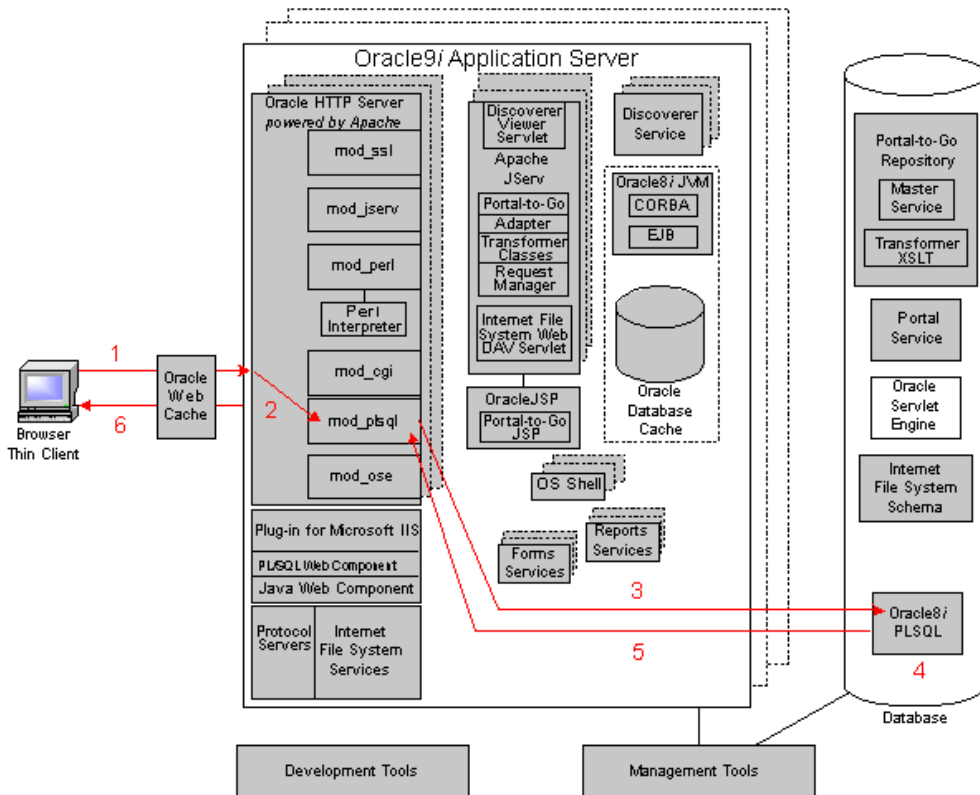 Oracle9i Application Server
Oracle HTTP Server
powered by Apache
mod_ssl
mod_jserv
mod_perl
Perl
Interpreter
mod_cgi
mod_plsql
mod_ose
Plug-in for Microsoft IIS
PL/SQL Web Component
Java Web Component
Protocol
Servers
Internet
File System
Services
Discoverer
Viewer
Servlet
Apache
JServ
Portal-to-Go
Adapter
Transformer
Classes
Request
Manager
Internet File
System Web
DAV Servlet
OracleJSP
Portal-to-Go
JSP
OS Shell
Forms
Services
Reports
Services
Discoverer
Service
Oracle8i JVM
CORBA
EJB
Oracle
Database
Cache
Portal-to-Go
Repository
Master
Service
Transformer
XSLT
Portal
Service
Oracle
Servlet
Engine
Internet
File System
Schema
Oracle8i
PLSQL
4
Database
1
6
2
3
5
Oracle
Web
Cache
Browser
Thin Client
Development Tools
Management Tools